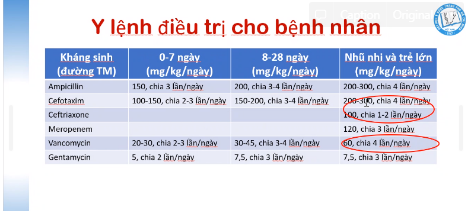 Y lệnh điều trị cho bệnh nhân
Kháng sinh (đường TM) 0-7 ngày (mg/kg/ngày) 8-28 ngày (mg/kg/ngày) Nhũ nhi và trẻ lớn (mg/kg/ngày)
Ampicillin 150, chia 3 lần/ngày 200, chia 3-4 lần/ngày 200-300, chia 4 lần/ngày
Cefotaxim 100-150, chia 2-3 lần/ngày 150-200, chia 3-4 lần/ngày 200-300, chia 4 lần/ngày
Ceftriaxone 100, chia 1-2 lần/ngày
Meropenem 120, chia 3 lần/ngày
Vancomycin 20-30, chia 2-3 lần/ngày 30-45, chia 3-4 lần/ngày 60, chia 4 lần/ngày
Gentamycin 5, chia 2 lần/ngày 7,5, chia 3 lần/ngày 7,5, chia 3 lần/ngày